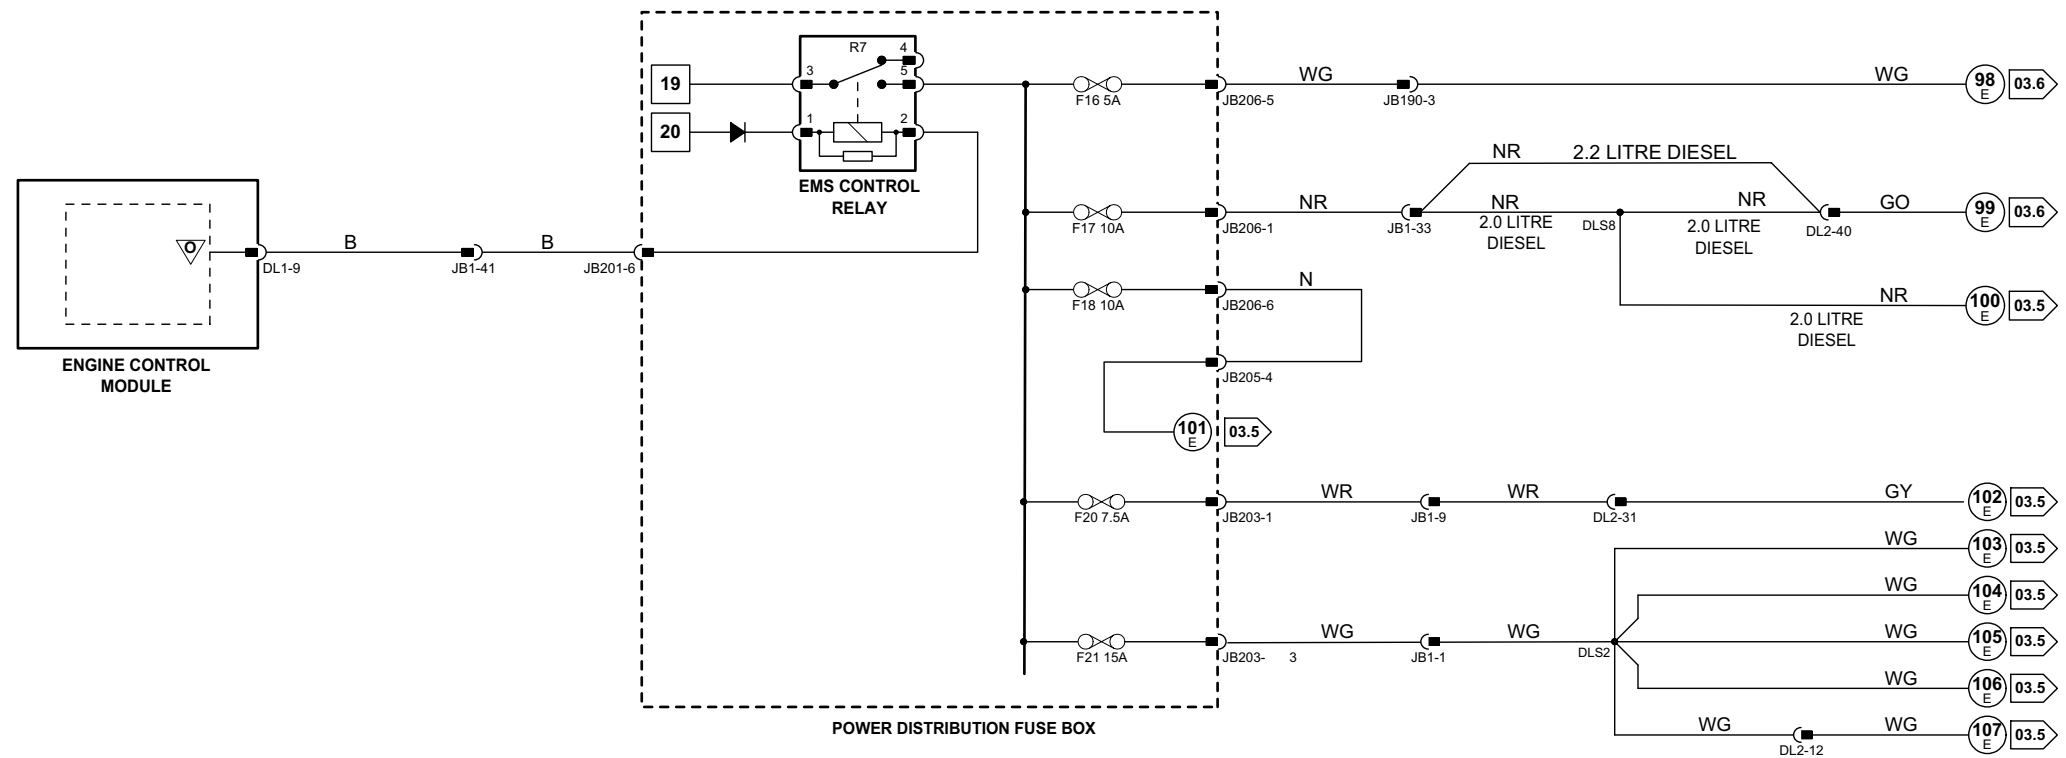 R7
4
19
3
5
WG
WG
98
E
03.6
F16 5A
JB206-5
JB190-3
20
1
2
NR
2.2 LITRE DIESEL
EMS CONTROL
RELAY
NR
NR
NR
GO
99
E
03.6
F17 10A
JB206-1
JB1-33
2.0 LITRE
DIESEL
DLS8
2.0 LITRE
DIESEL
DL2-40
O
B
B
DL1-9
JB1-41
JB201-6
N
F18 10A
JB206-6
NR
100
E
03.5
2.0 LITRE
DIESEL
ENGINE CONTROL
MODULE
JB205-4
101
E
03.5
WR
WR
GY
102
E
03.5
F20 7.5A
JB203-1
JB1-9
DL2-31
WG
103
E
03.5
WG
104
E
03.5
WG
WG
WG
105
E
03.5
F21 15A
JB203- 3
JB1-1
DLS2
WG
106
E
03.5
POWER DISTRIBUTION FUSE BOX
WG
WG
107
E
03.5
DL2-12